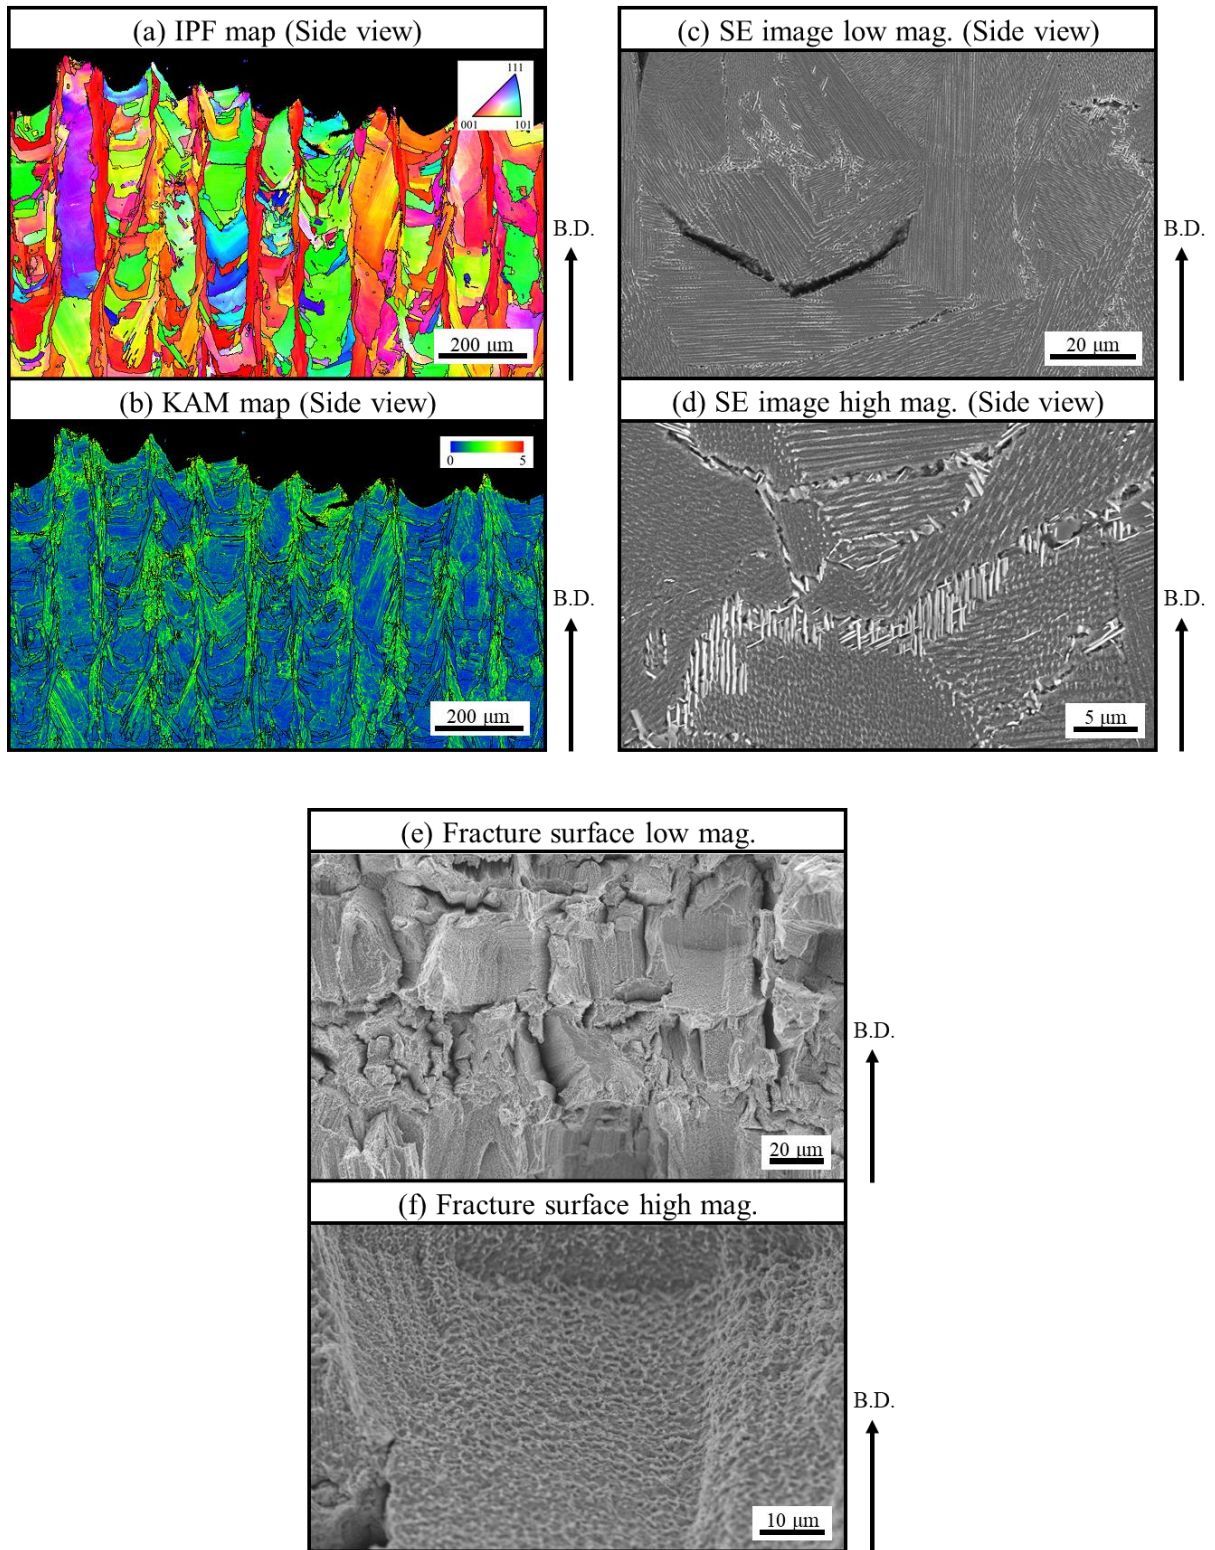 (a) IPF map (Side view)
111
001
101
200 μm
B.D.
(b) KAM map (Side view)
0
5
200 μm
B.D.
(c) SE image low mag. (Side view)
20 μm
B.D.
(d) SE image high mag. (Side view)
5 μm
B.D.
(e) Fracture surface low mag.
20 μm
B.D.
(f) Fracture surface high mag.
10 μm
B.D.